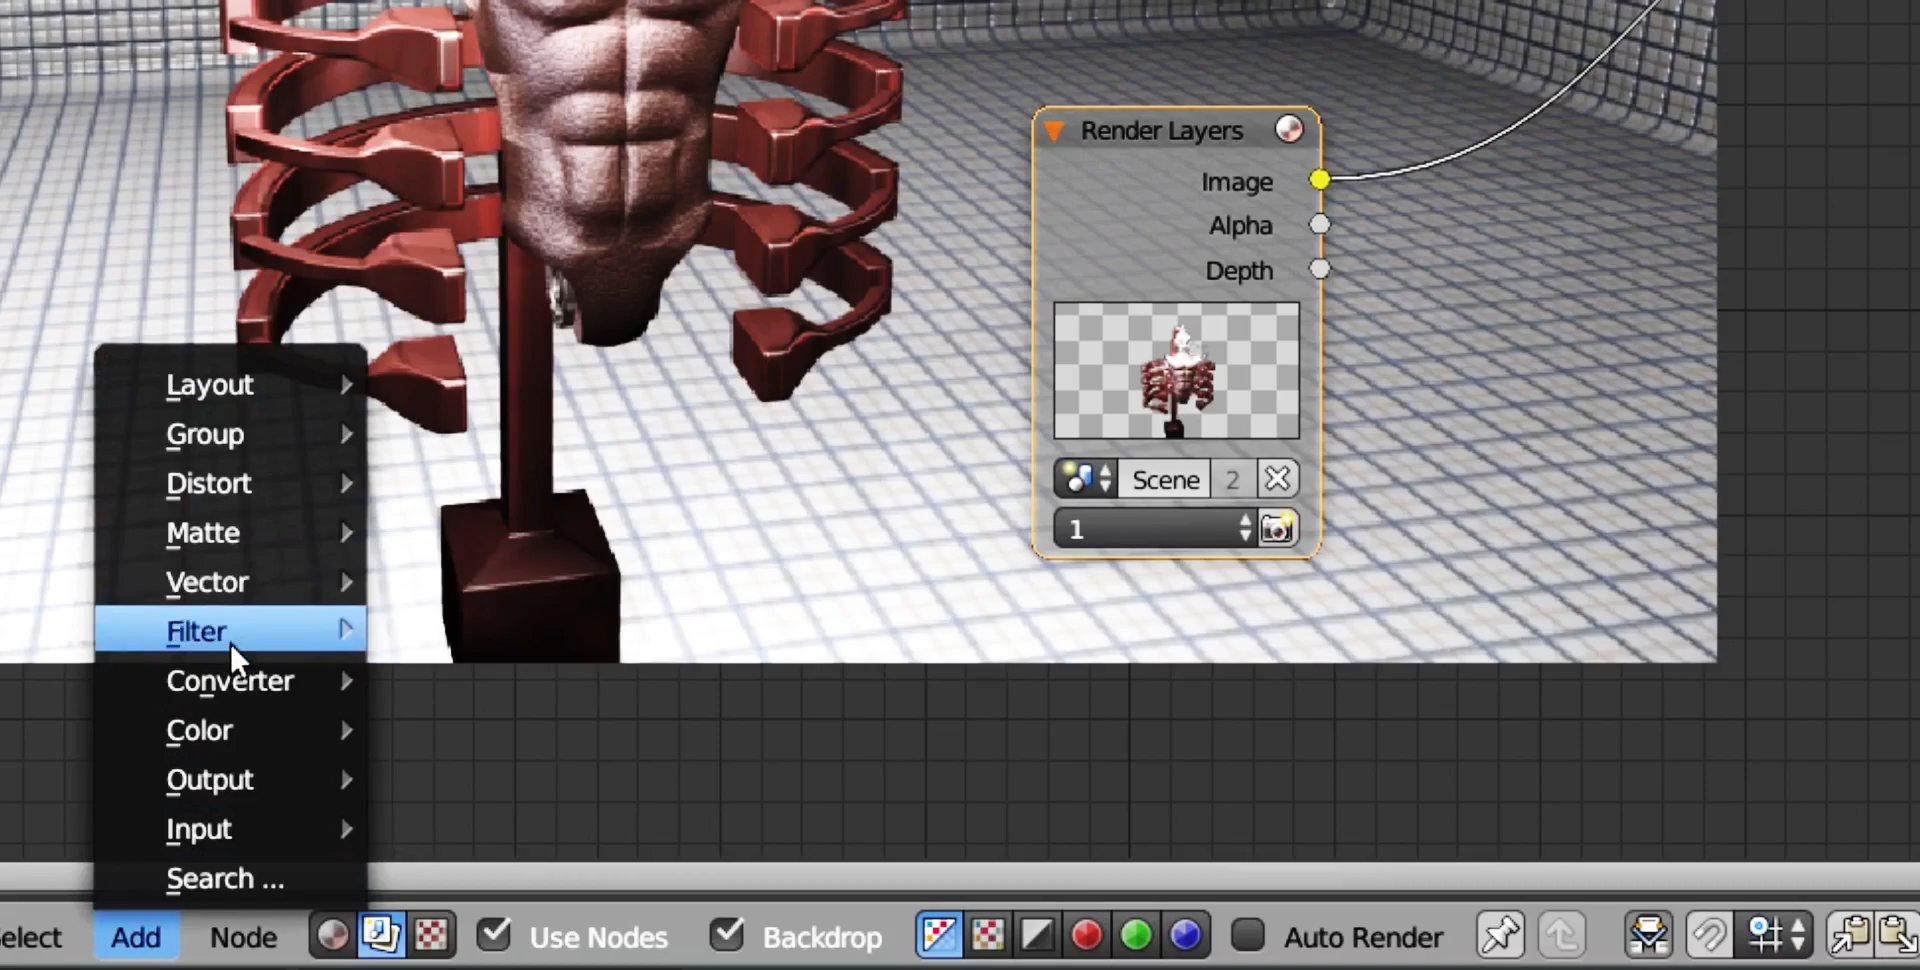 Render Layers
Image
Alpha
Depth
Scene 2
1
Layout
Group
Distort
Matte
Vector
Filter
Converter
Color
Output
Input
Search ...
elect Add Node Use Nodes Backdrop Auto Render